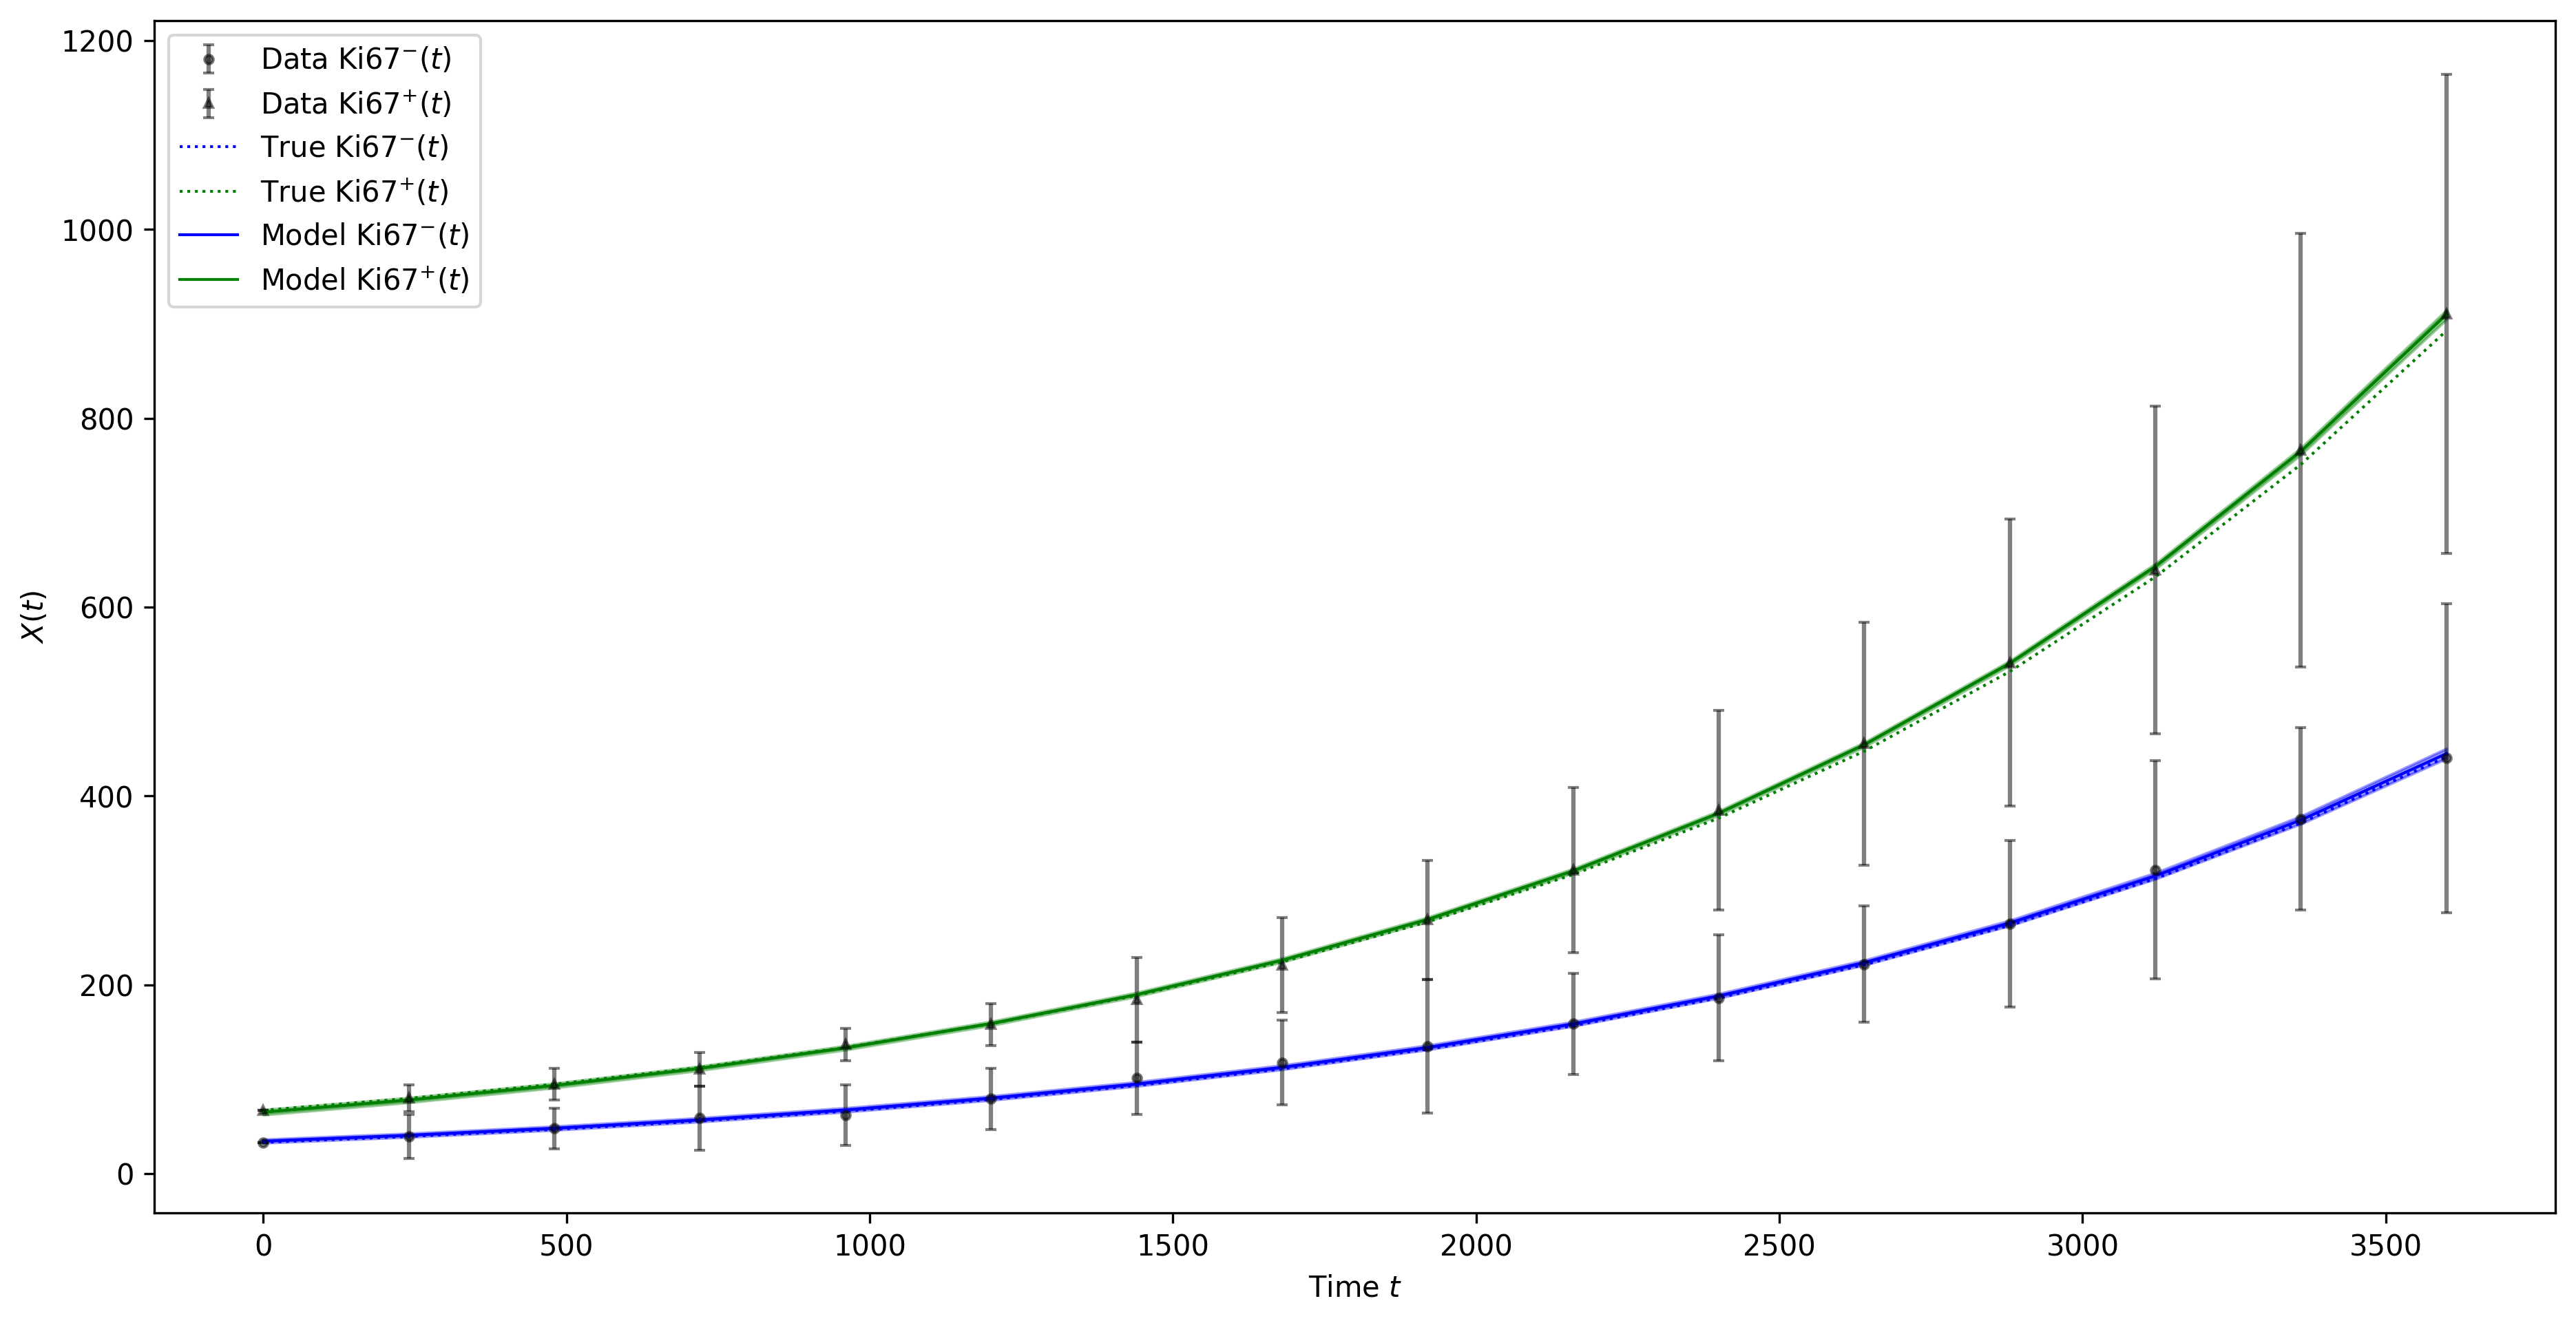 1200
1000
800
600
400
200
0
X(t)
Data Ki67⁻(t)
Data Ki67⁺(t)
True Ki67⁻(t)
True Ki67⁺(t)
Model Ki67⁻(t)
Model Ki67⁺(t)
0 500 1000 1500 2000 2500 3000 3500
Time t